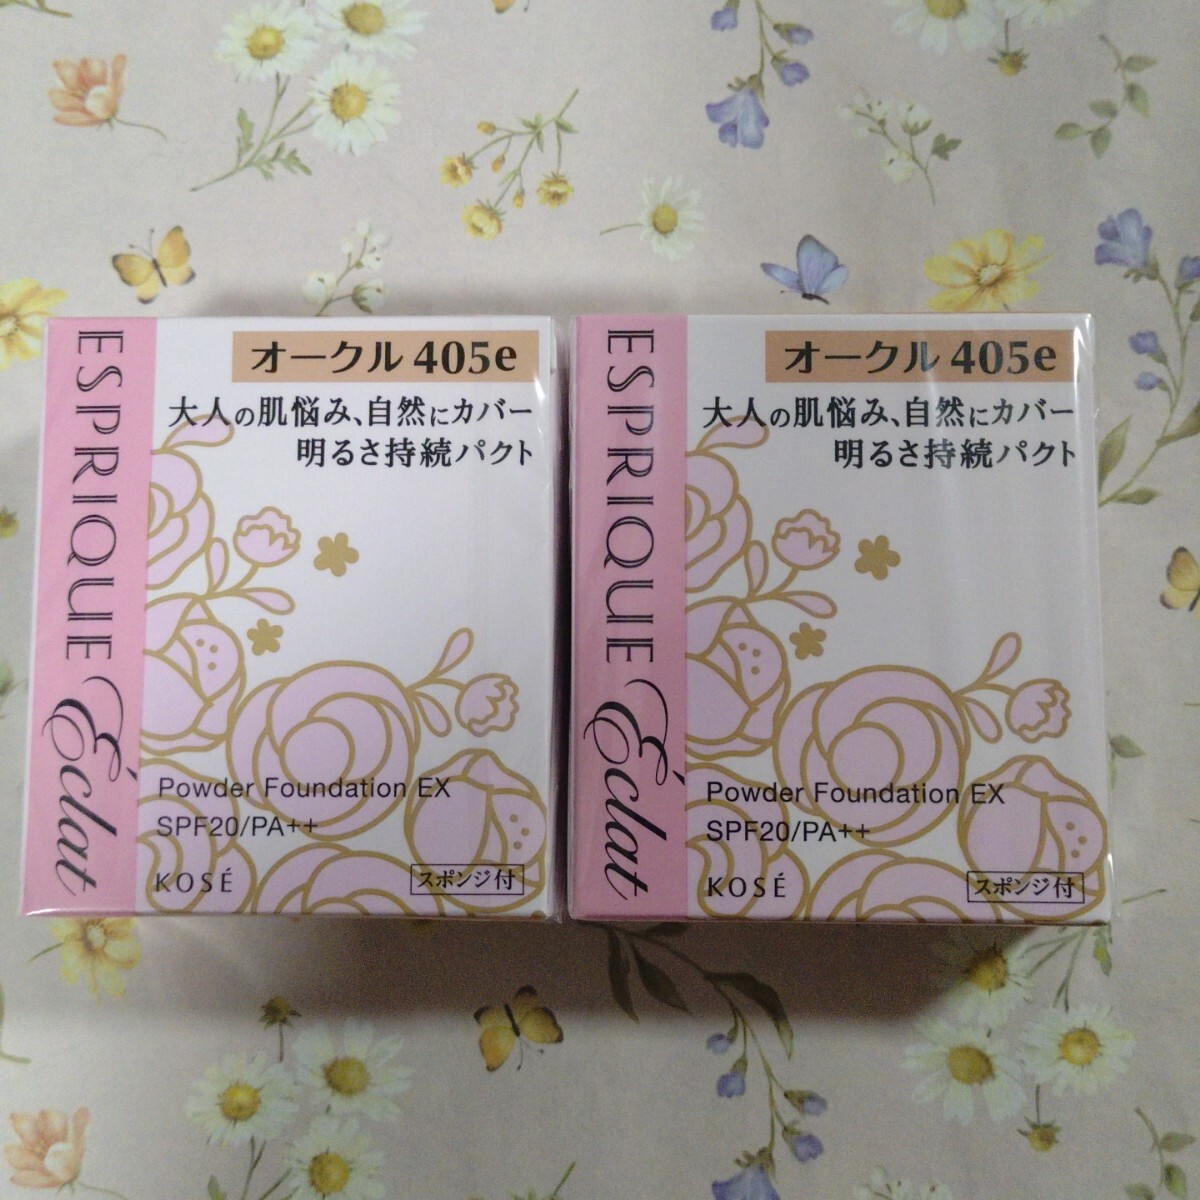 ESPRIQUE Éclat
オークル 405e
大人の肌悩み、自然にカバー
明るさ持続パクト
Powder Foundation EX
SPF20/PA++
KOSÉ
スポンジ付
ESPRIQUE Éclat
オークル 405e
大人の肌悩み、自然にカバー
明るさ持続パクト
Powder Foundation EX
SPF20/PA++
KOSÉ
スポンジ付